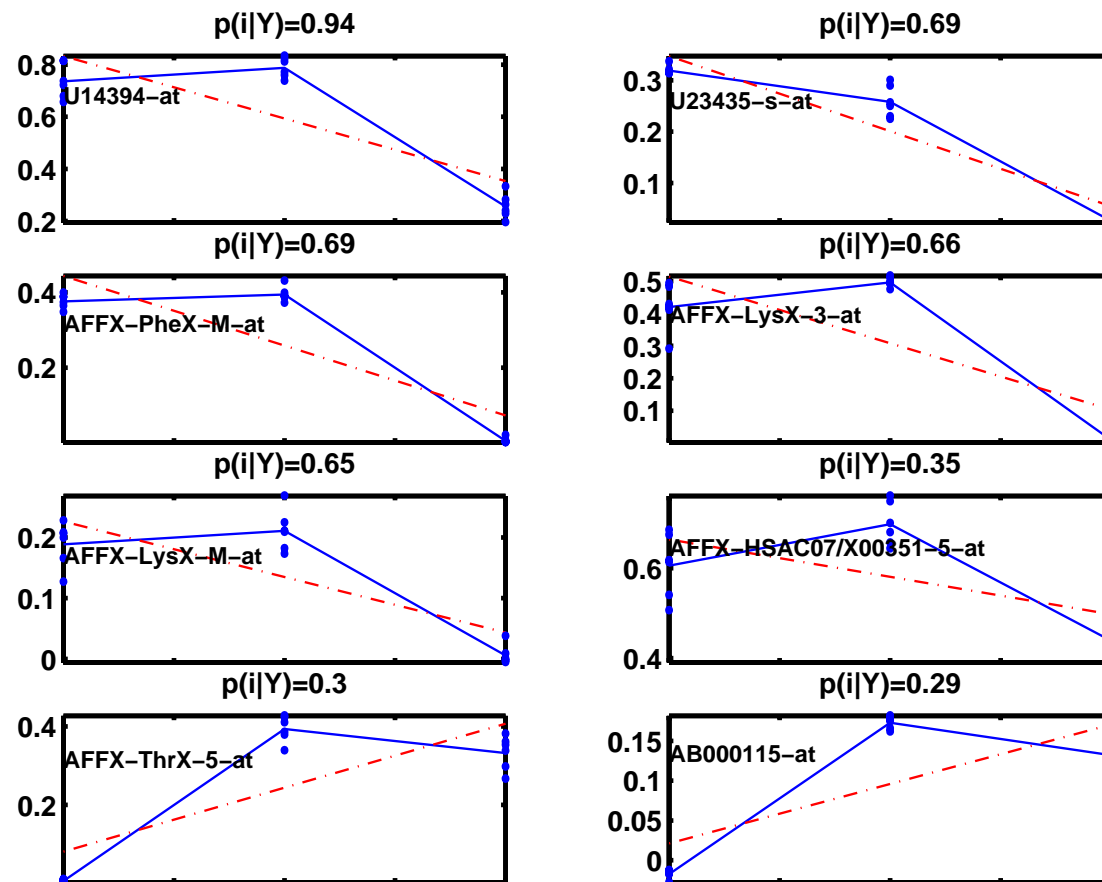 p(i|Y)=0.94
0.8
U14394−at
0.6
0.4
0.2
p(i|Y)=0.69
0.3
U23435−s−at
0.2
0.1
p(i|Y)=0.69
0.4
AFFX−PheX−M−at
0.2
p(i|Y)=0.66
0.5
0.4
AFFX−LysX−3−at
0.3
0.2
0.1
p(i|Y)=0.65
0.2
AFFX−LysX−M−at
0.1
0
p(i|Y)=0.35
AFFX−HSAC07/X00351−5−at
0.6
0.4
p(i|Y)=0.3
0.4
AFFX−ThrX−5−at
0.2
p(i|Y)=0.29
0.15
AB000115−at
0.1
0.05
0